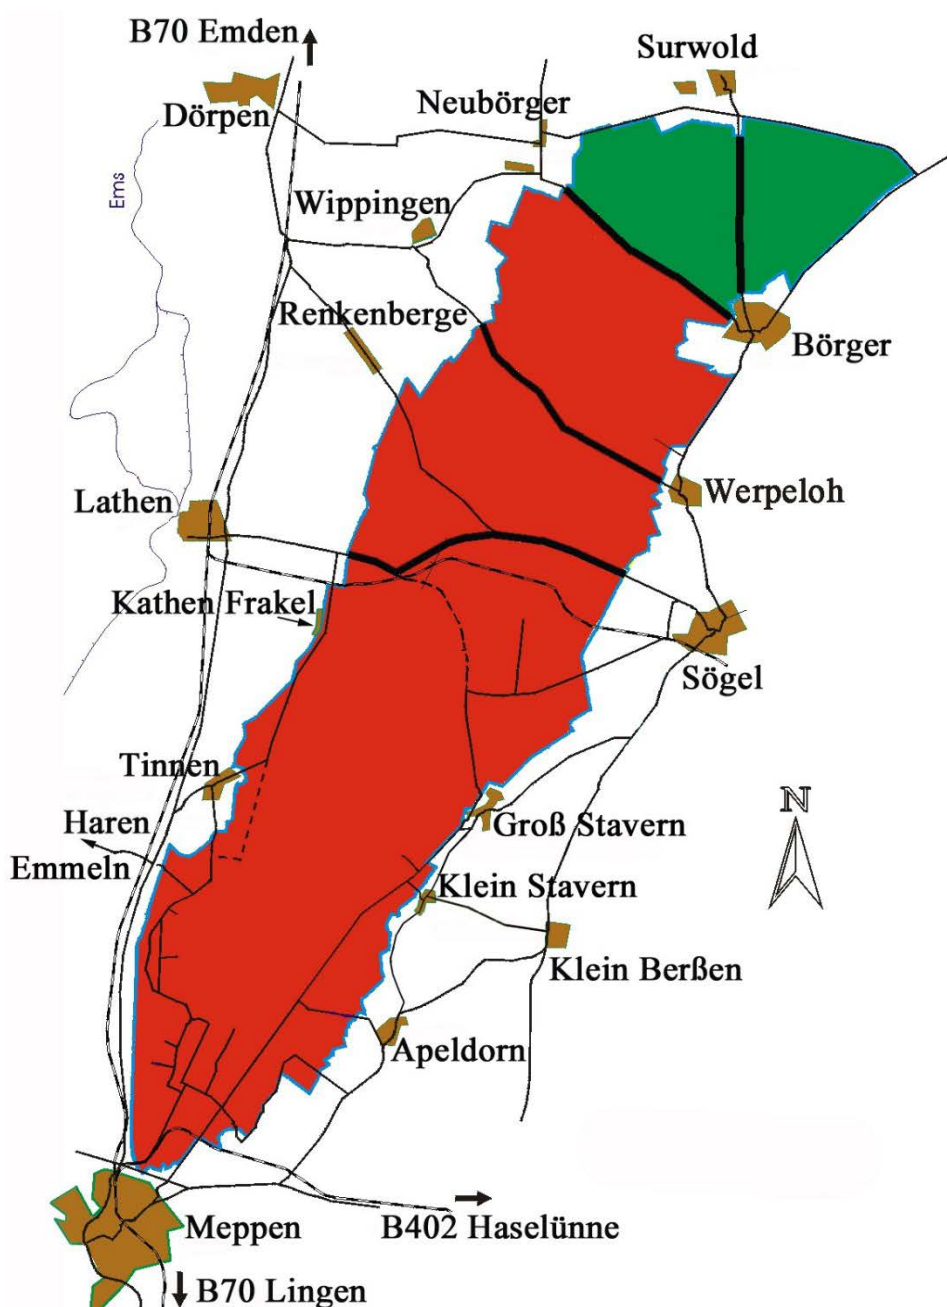 B70 Emden
Surwold
Neubörger
Dörpen
Ems
Wippingen
Renkenberge
Börger
Lathen
Werpeloh
Kathen Frakel
Sögel
Tinnen
N
Haren
Groß Stavern
Emmeln
Klein Stavern
Klein Berßen
Apeldorn
Meppen
B402 Haselünne
B70 Lingen